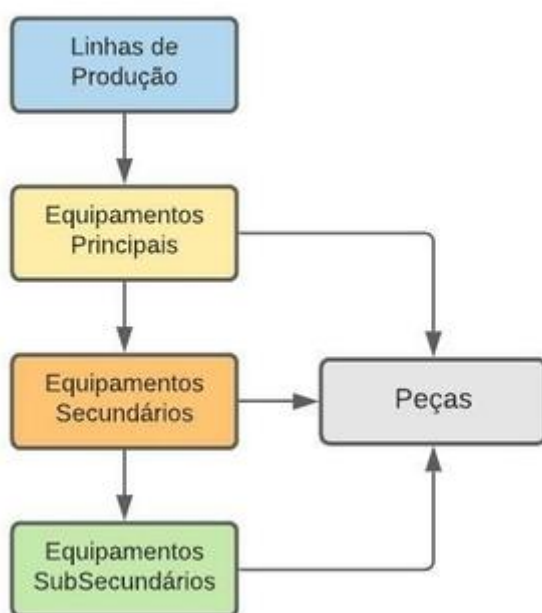 Linhas de
Produção
Equipamentos
Principais
Equipamentos
Secundários
Peças
Equipamentos
SubSecundários